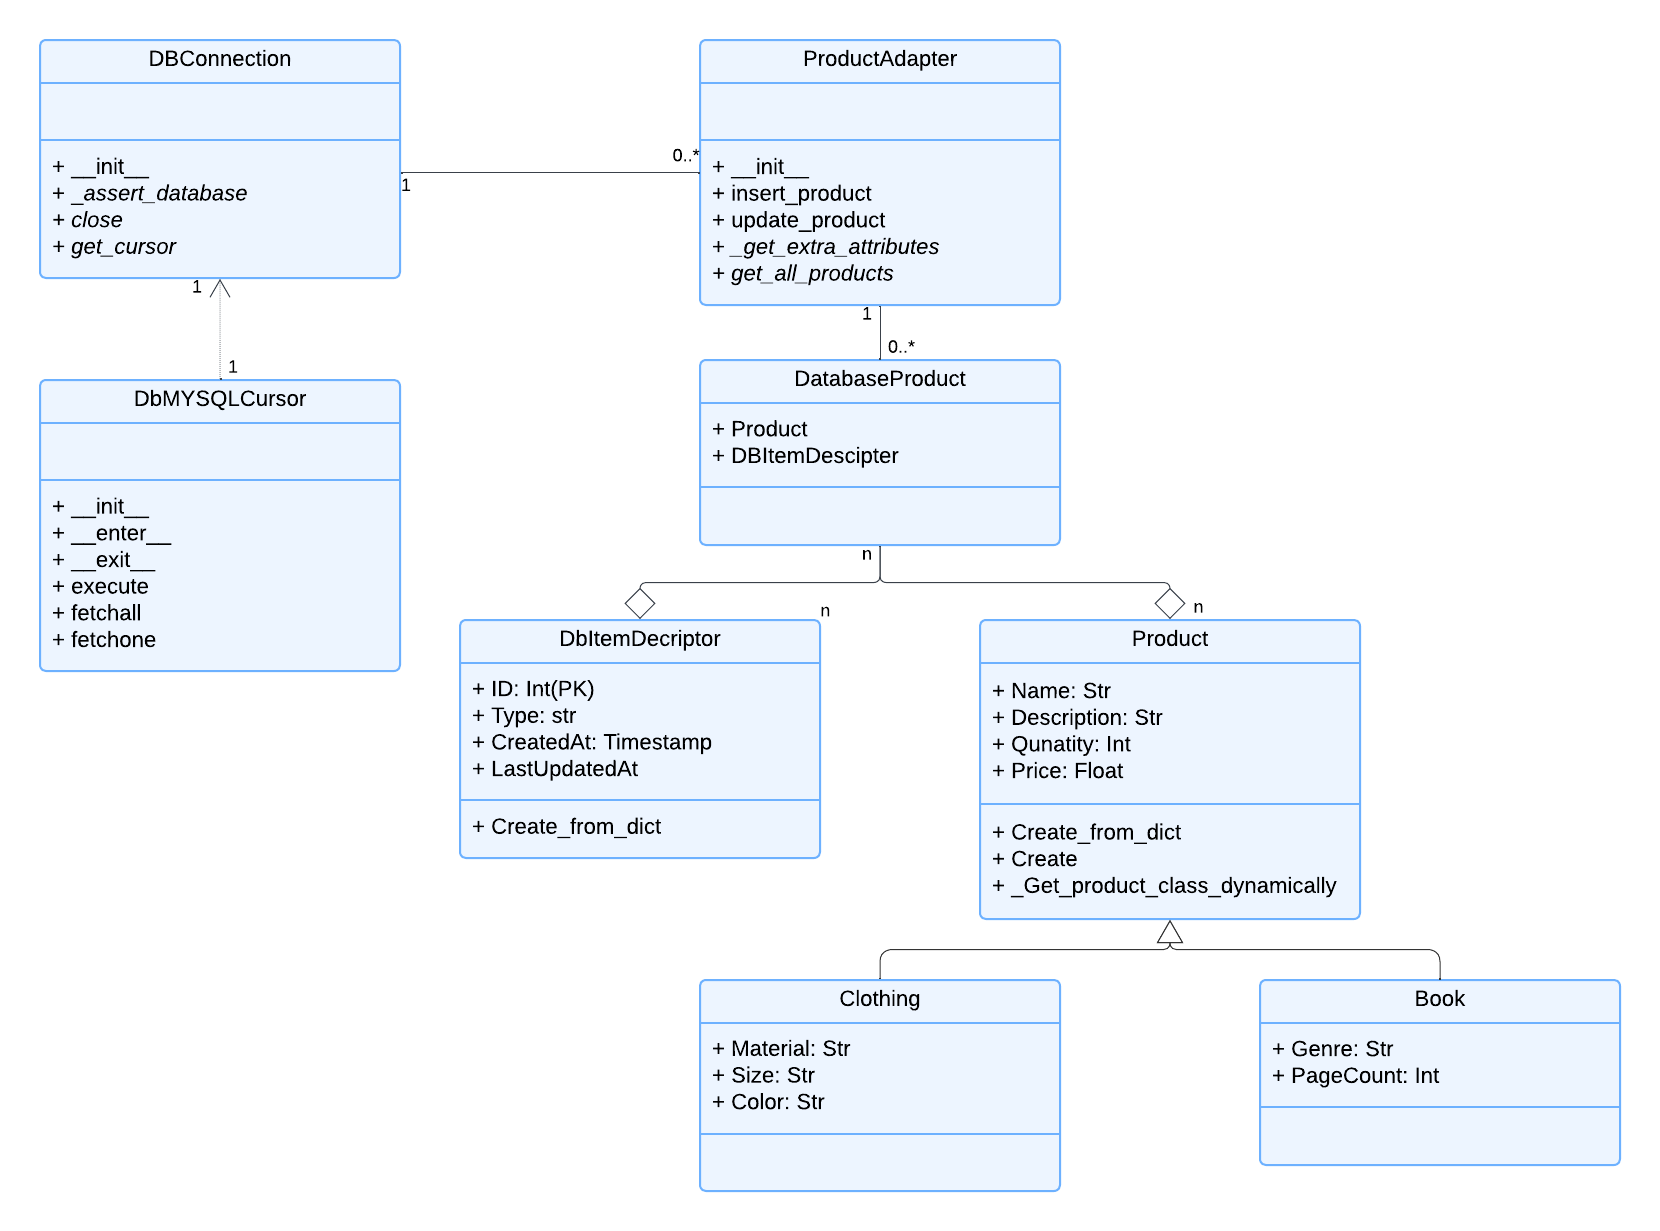 DBConnection
+ __init__
+ _assert_database
+ close
+ get_cursor
1
0..*
ProductAdapter
+ __init__
+ insert_product
+ update_product
+ _get_extra_attributes
+ get_all_products
1
1
DbMYSQLCursor
+ __init__
+ __enter__
+ __exit__
+ execute
+ fetchall
+ fetchone
1
0..*
DatabaseProduct
+ Product
+ DBItemDescipter
n
n
n
DbItemDecriptor
+ ID: Int(PK)
+ Type: str
+ CreatedAt: Timestamp
+ LastUpdatedAt
+ Create_from_dict
Product
+ Name: Str
+ Description: Str
+ Qunatity: Int
+ Price: Float
+ Create_from_dict
+ Create
+ _Get_product_class_dynamically
Clothing
+ Material: Str
+ Size: Str
+ Color: Str
Book
+ Genre: Str
+ PageCount: Int